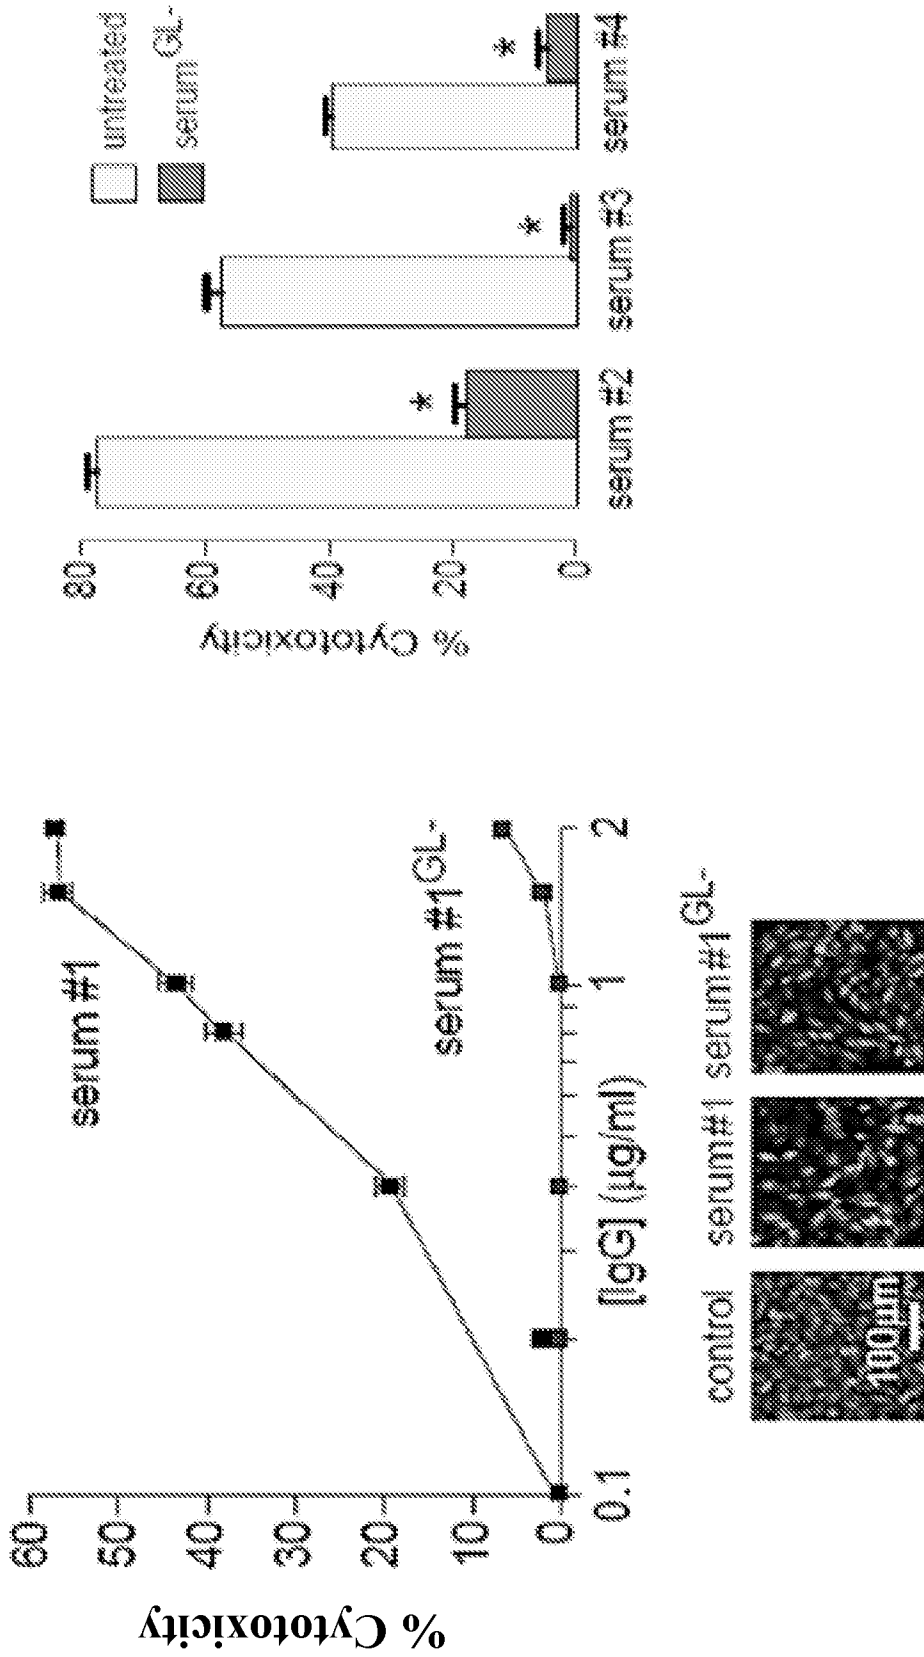 % Cytotoxicity
60
50
40
30
20
10
0
0.1
1
2
[IgG] (µg/ml)
serum #1
serum #1GL-
control
serum#1
serum#1GL-
100µm
% Cytotoxicity
80
60
40
20
0
untreated
serumGL-
*
*
*
serum #2
serum #3
serum #4